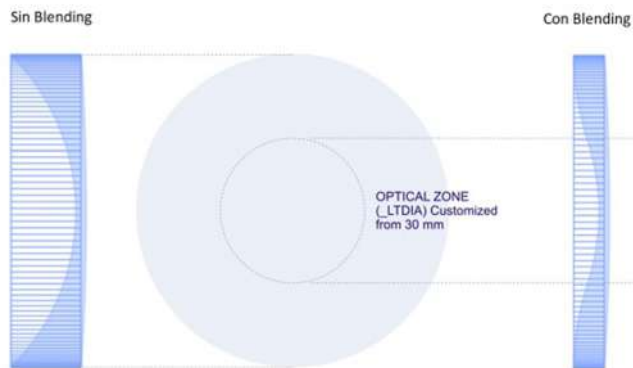 Sin Blending
Con Blending
OPTICAL ZONE
(_LTDIA) Customized
from 30 mm